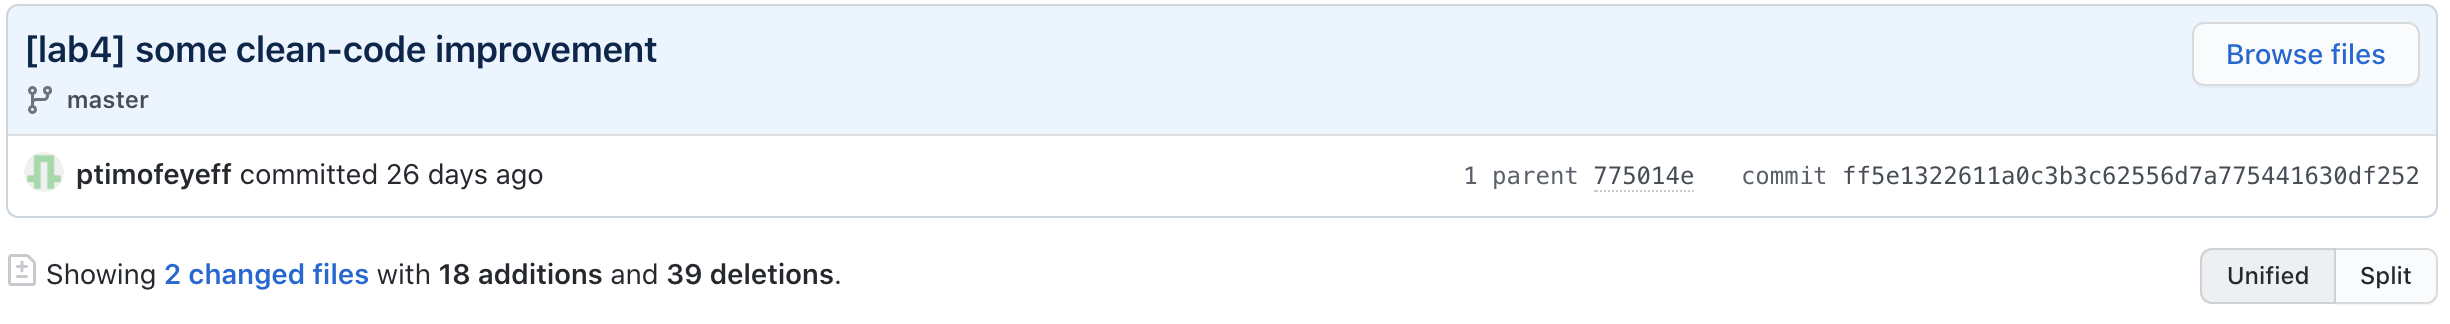 [lab4] some clean-code improvement
Browse files
master
ptimofeyeff committed 26 days ago
1 parent 775014e commit ff5e1322611a0c3b3c62556d7a775441630df252
Showing 2 changed files with 18 additions and 39 deletions.
Unified Split